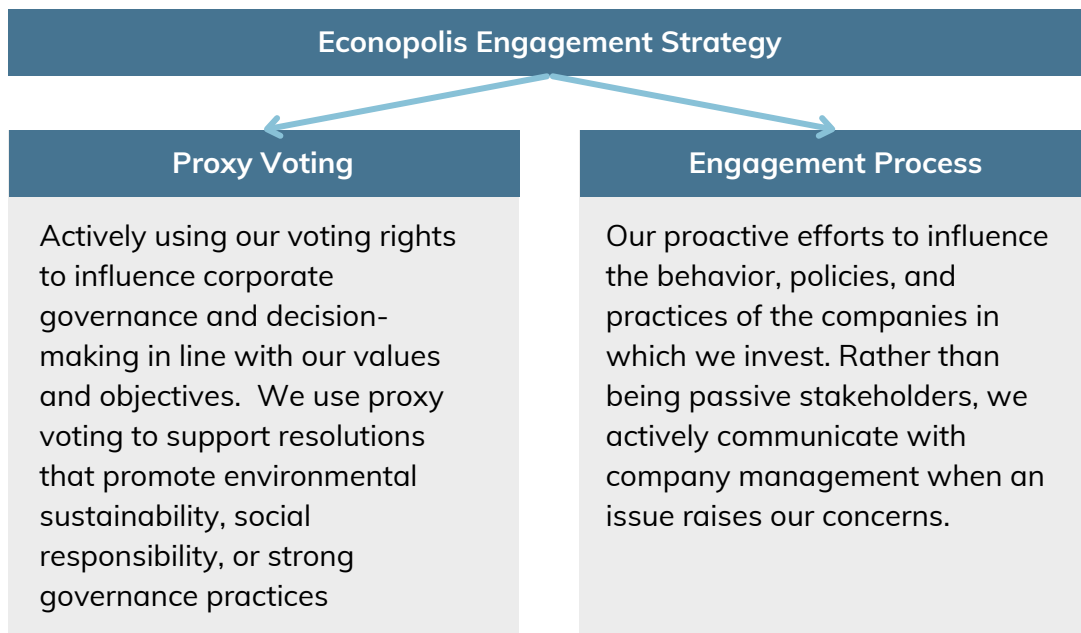 Econopolis Engagement Strategy
Proxy Voting
Actively using our voting rights
to influence corporate
governance and decision-
making in line with our values
and objectives.  We use proxy
voting to support resolutions
that promote environmental
sustainability, social
responsibility, or strong
governance practices
Engagement Process
Our proactive efforts to influence
the behavior, policies, and
practices of the companies in
which we invest. Rather than
being passive stakeholders, we
actively communicate with
company management when an
issue raises our concerns.